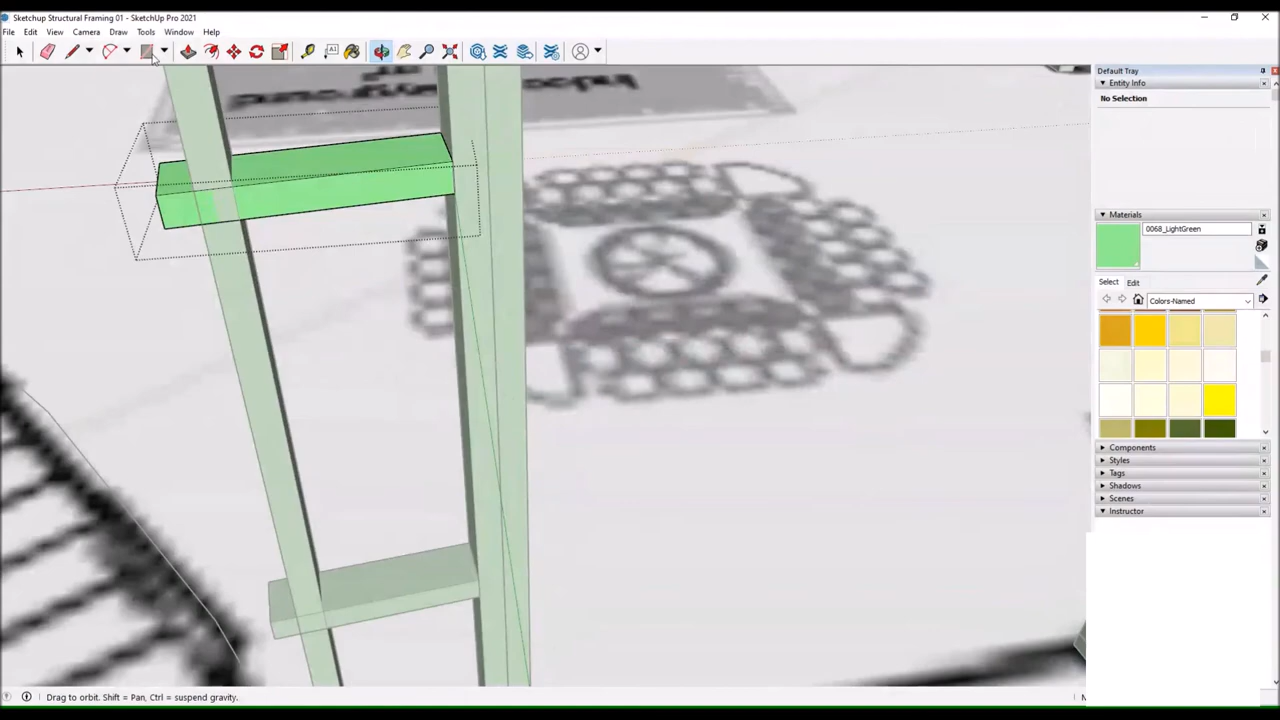 Sketchup Structural Framing 01 - SketchUp Pro 2021
File Edit View Camera Draw Tools Window Help
Default Tray
Entity Info
No Selection
Materials
0068_LightGreen
Select Edit
Colors-Named
Components
Styles
Tags
Shadows
Scenes
Instructor
Drag to orbit. Shift = Pan, Ctrl = suspend gravity.